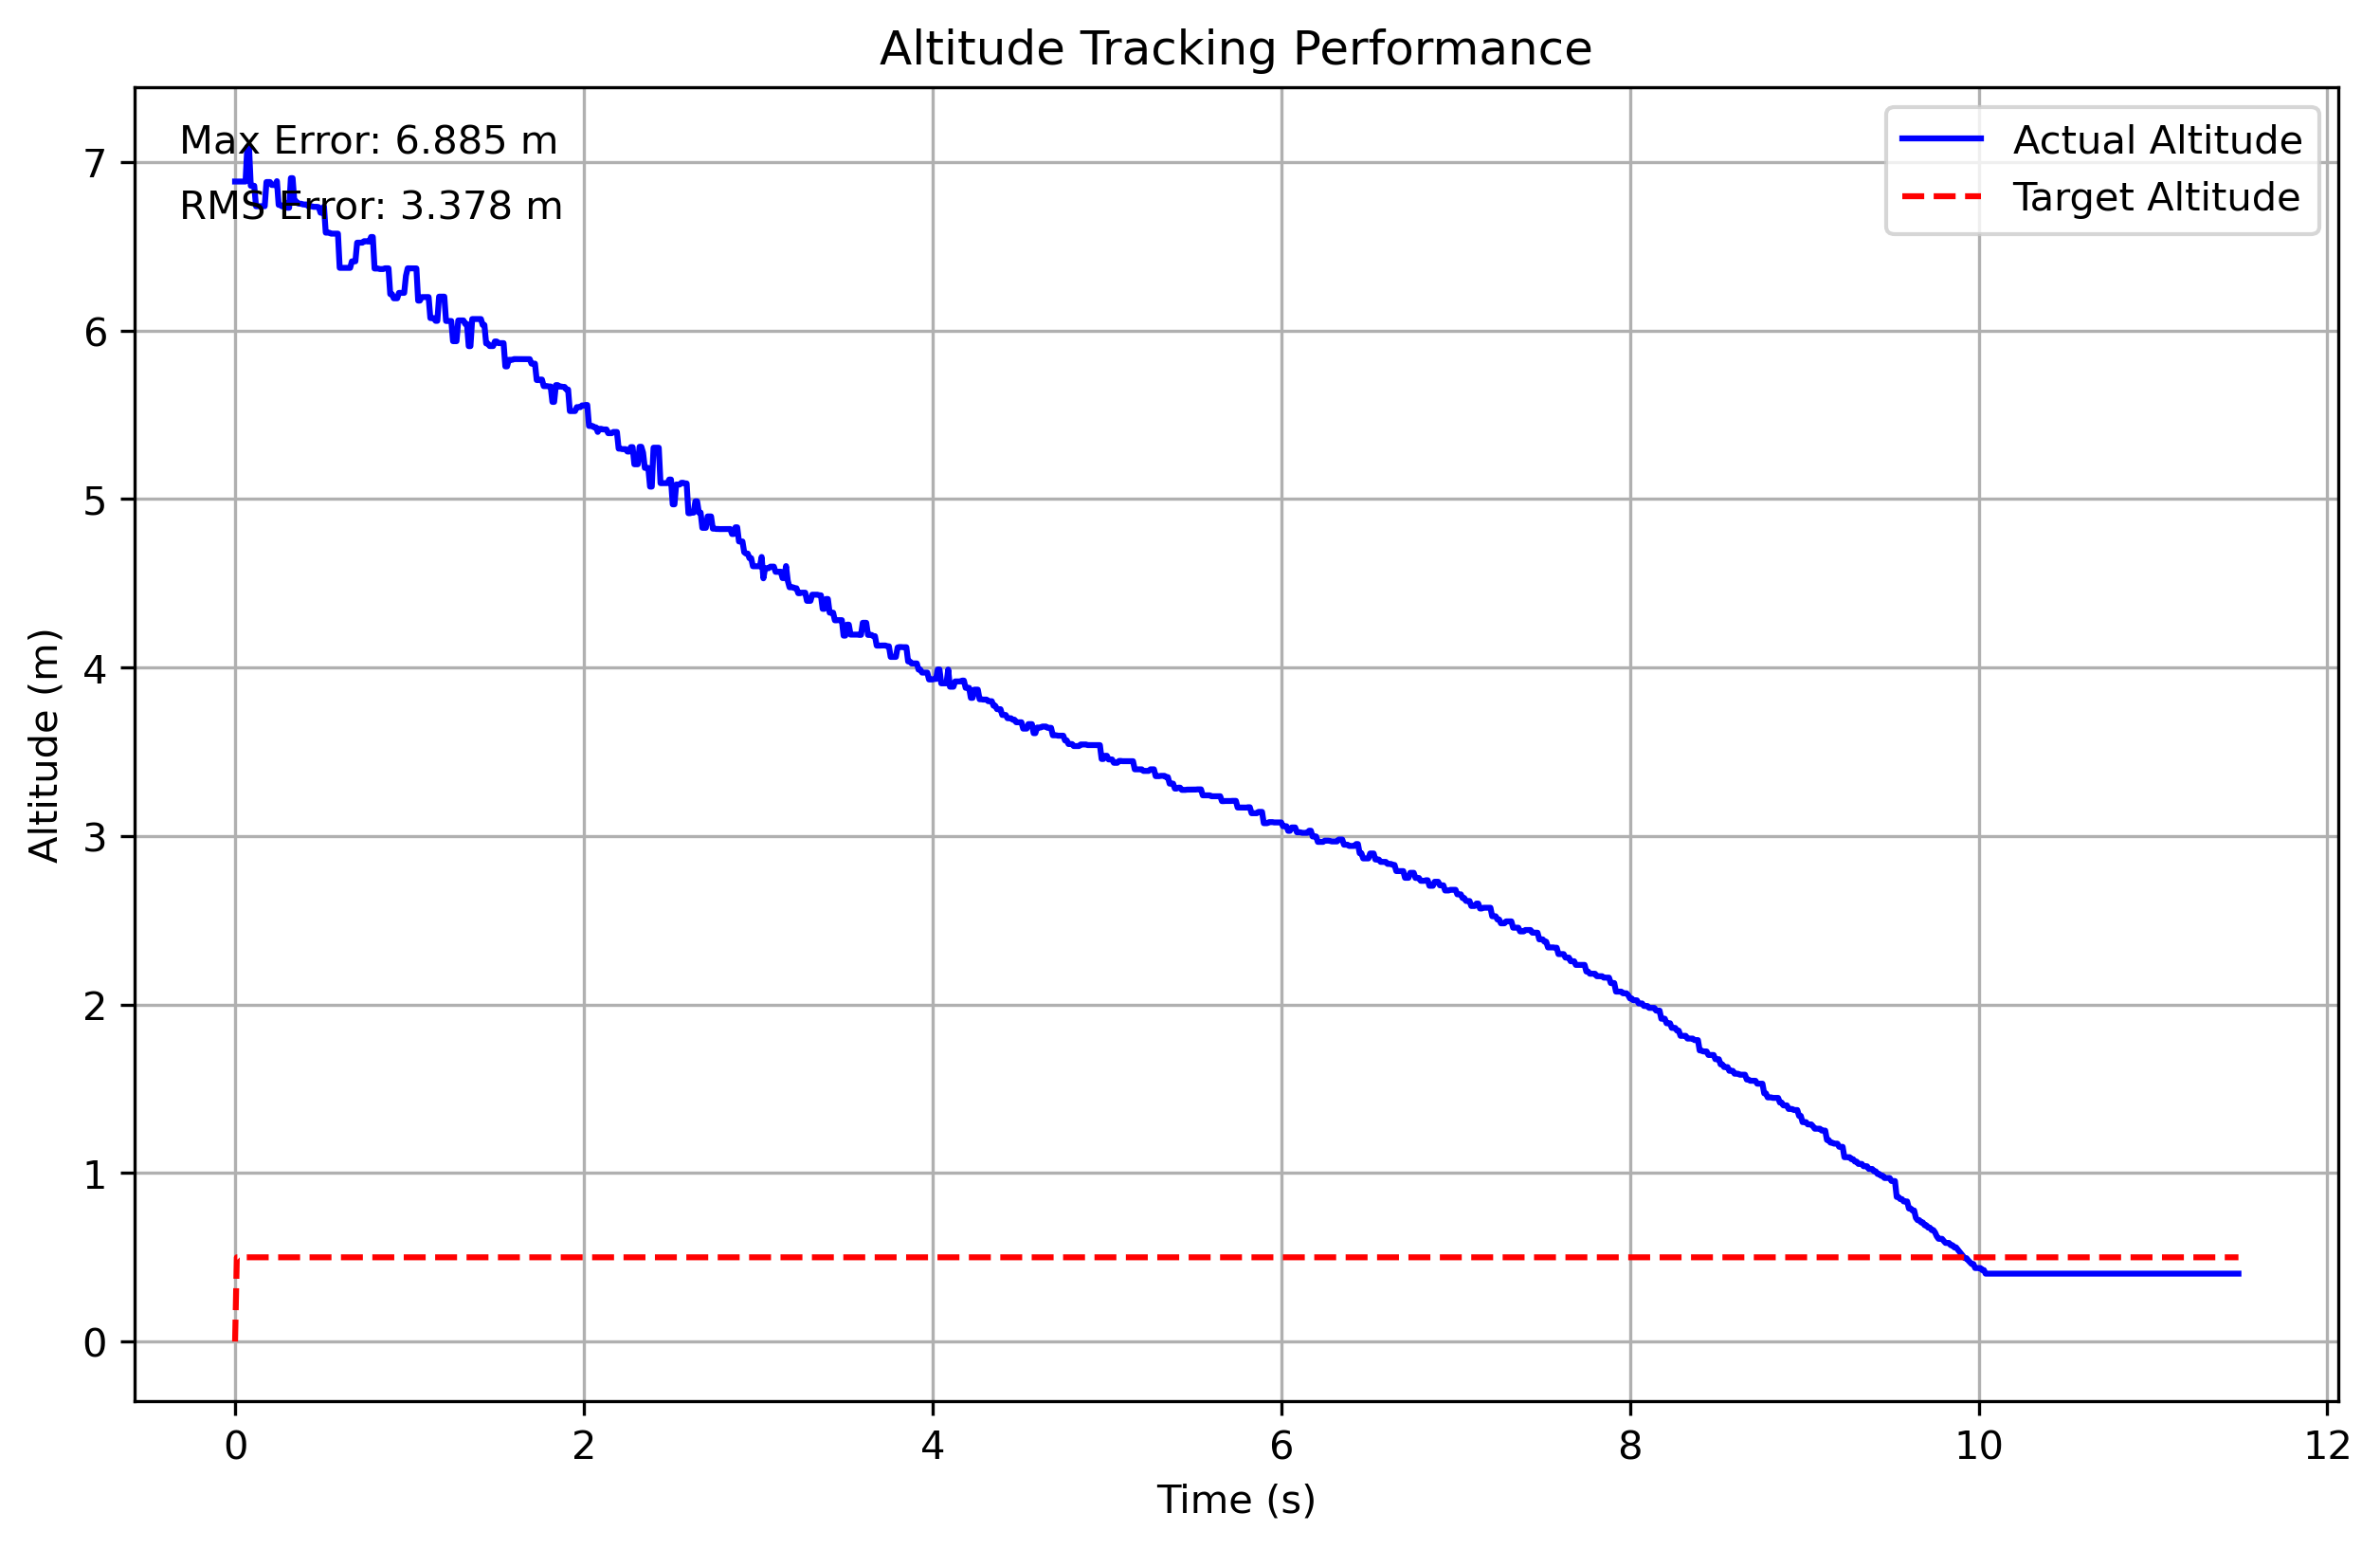 Altitude Tracking Performance
Max Error: 6.885 m
RMS Error: 3.378 m
Actual Altitude
Target Altitude
Altitude (m)
7
6
5
4
3
2
1
0
0 2 4 6 8 10 12
Time (s)